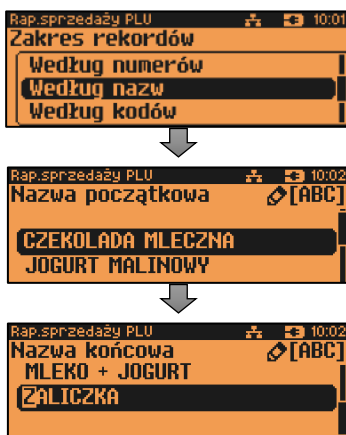 Rap.sprzedaży PLU 10:01
Zakres rekordów
Według numerów
Według nazw
Według kodów
Rap.sprzedaży PLU 10:02
Nazwa początkowa [ABC]
CZEKOLADA MLECZNA
JOGURT MALINOWY
Rap.sprzedaży PLU 10:02
Nazwa końcowa [ABC]
MLEKO + JOGURT
ZALICZKA